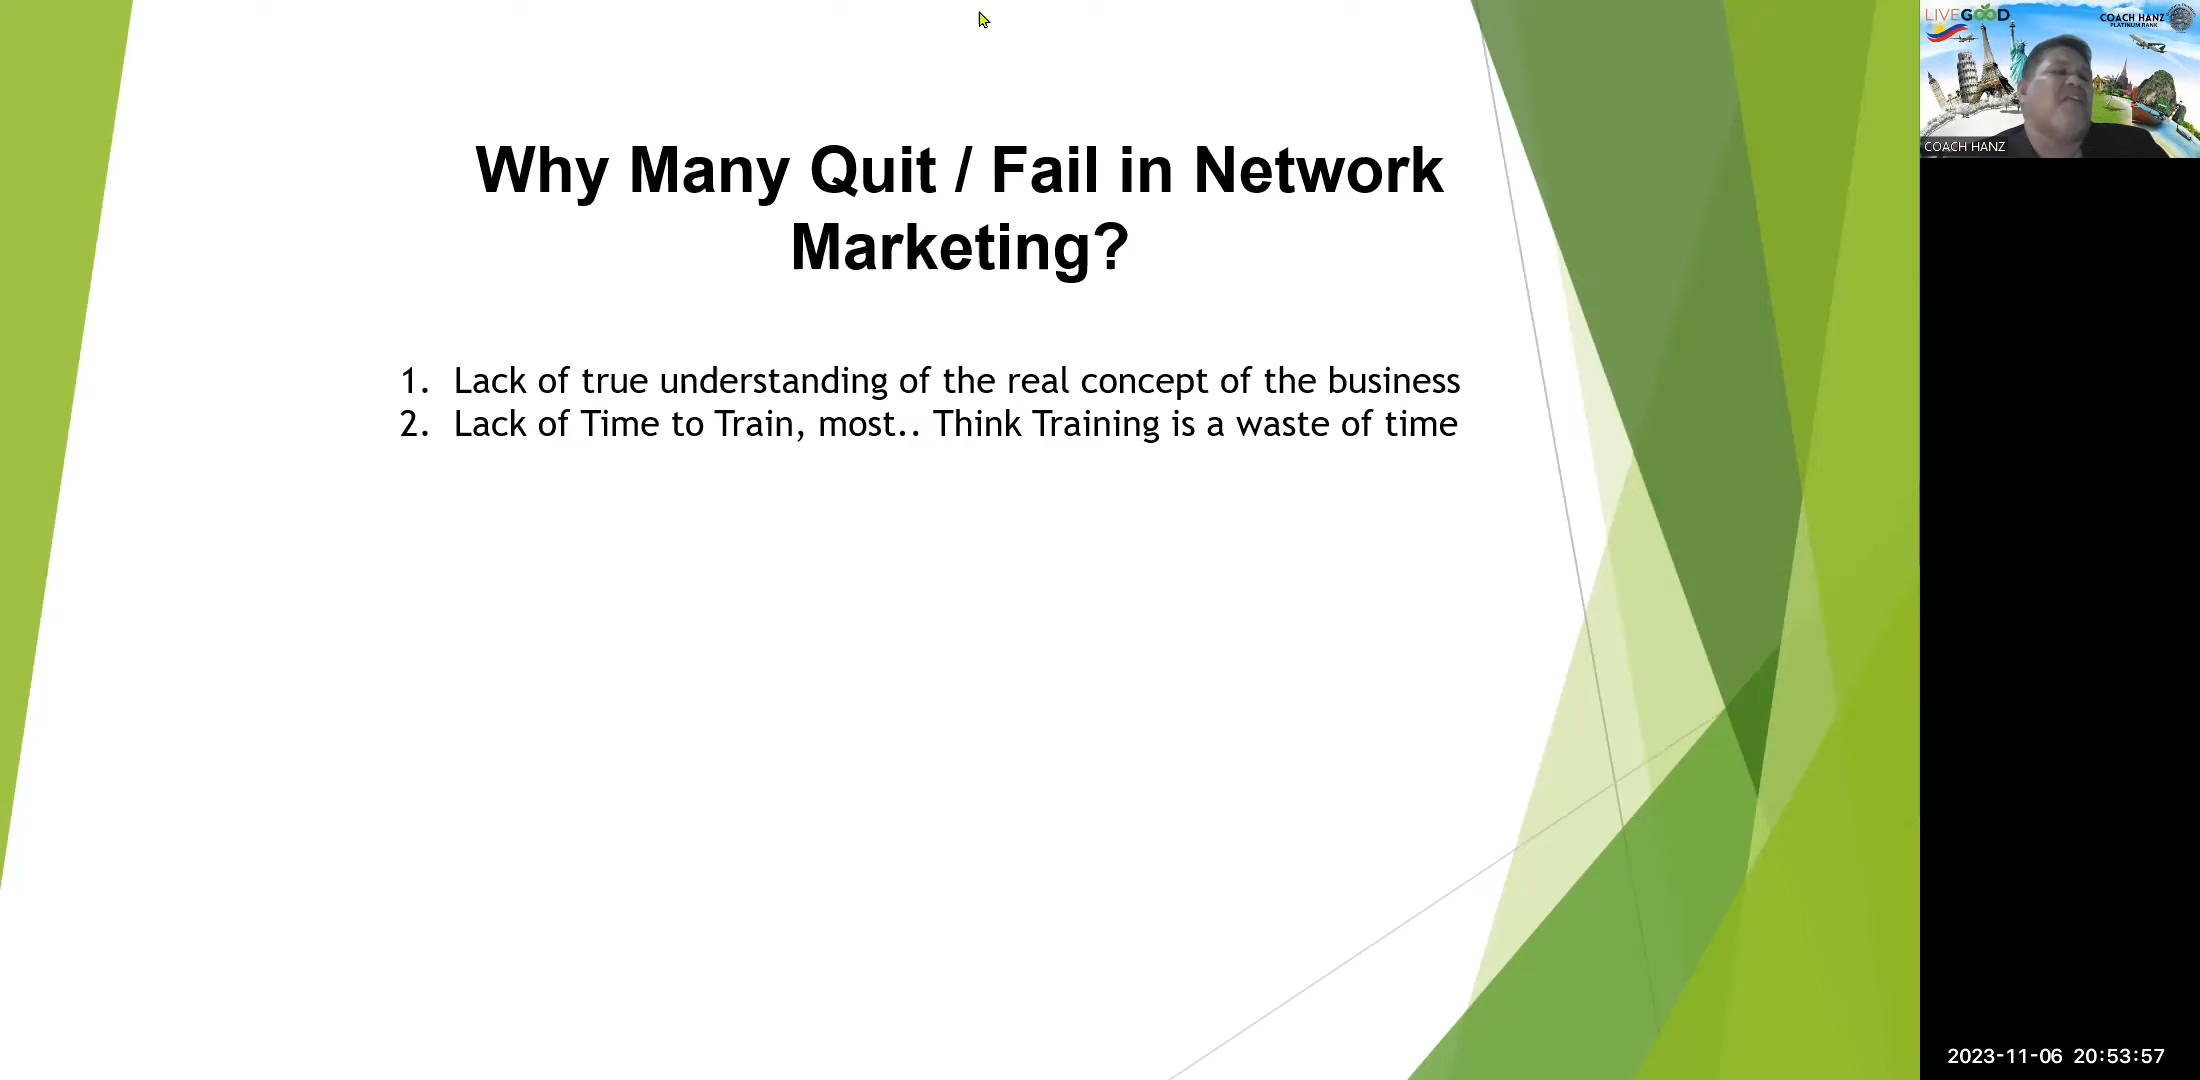 Why Many Quit / Fail in Network
Marketing?
1. Lack of true understanding of the real concept of the business
2. Lack of Time to Train, most.. Think Training is a waste of time
LIVEGOOD
COACH HANZ
PLATINUM RANK
COACH HANZ
2023-11-06 20:53:57